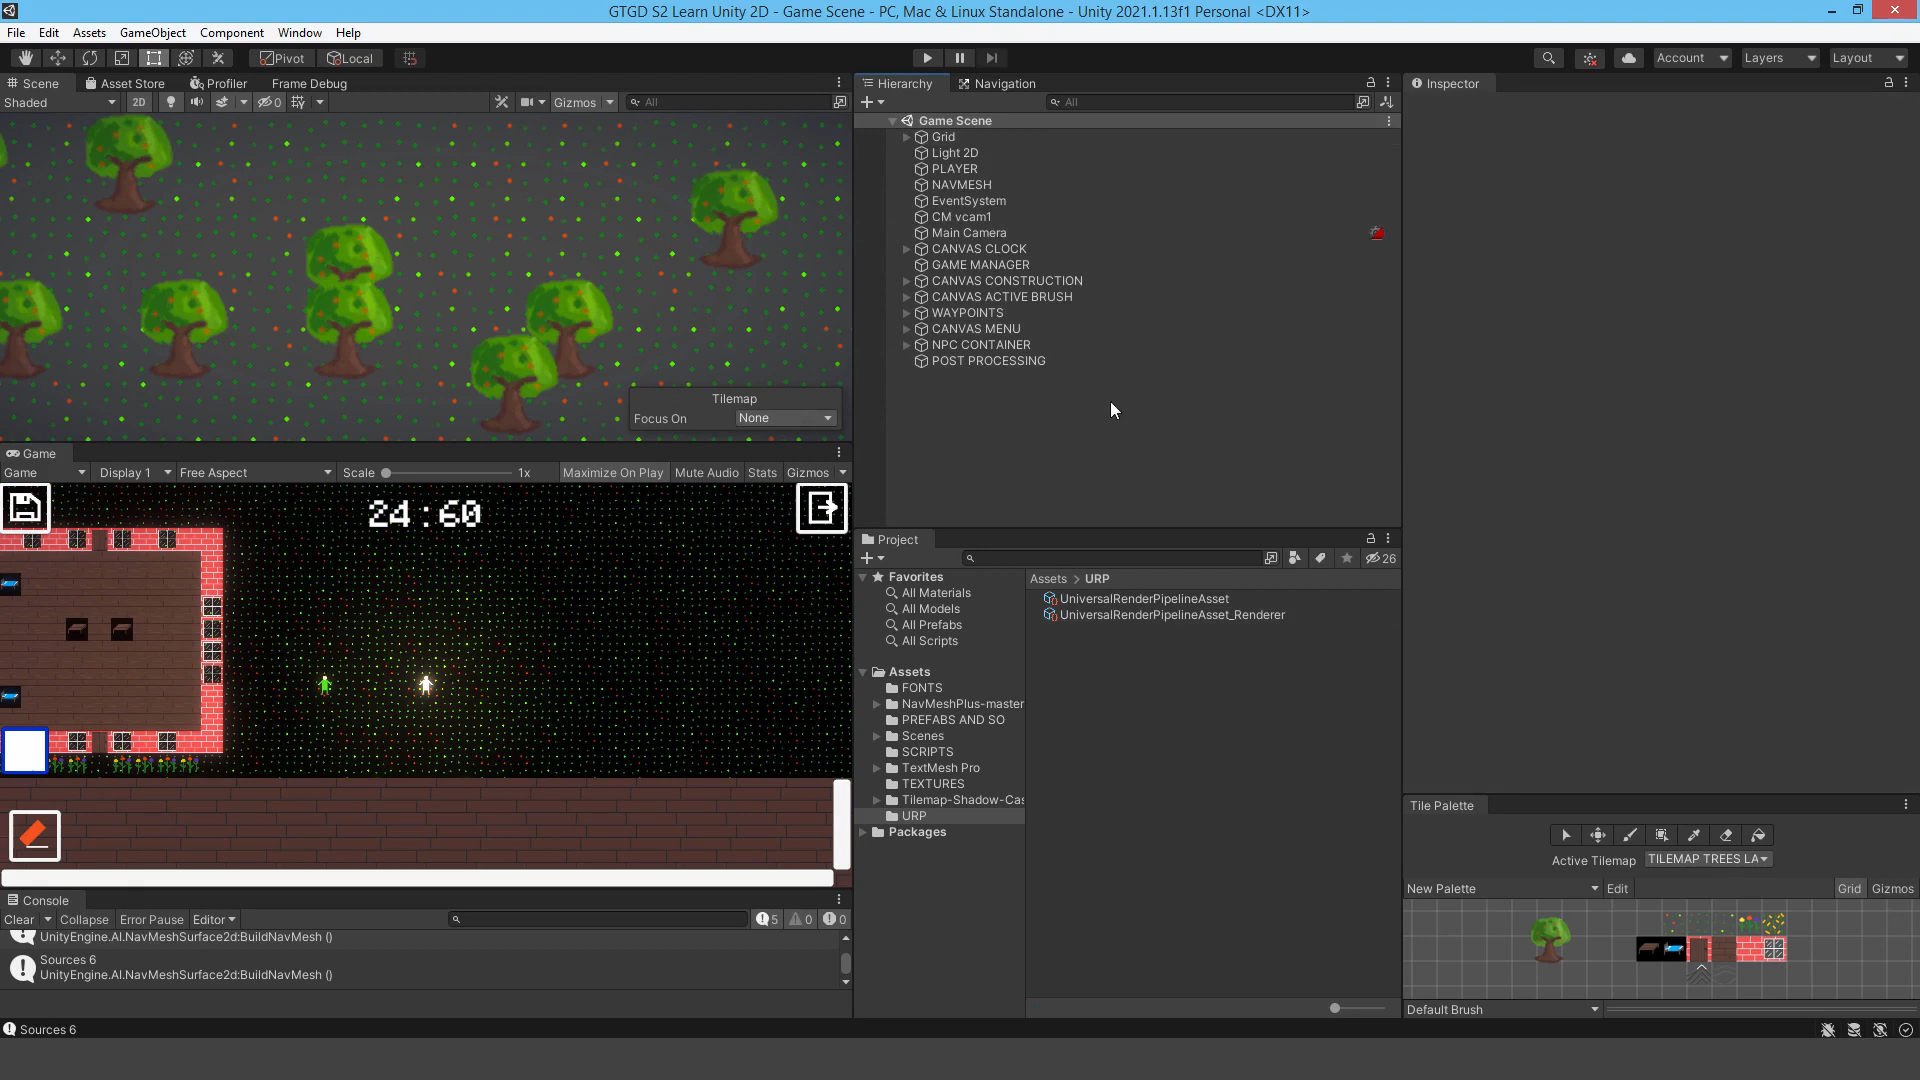 GTGD S2 Learn Unity 2D - Game Scene - PC, Mac & Linux Standalone - Unity 2021.1.13f1 Personal <DX11>
File Edit Assets GameObject Component Window Help
Pivot Local Account Layers Layout
Scene Asset Store Profiler Frame Debug
Shaded 2D 0 Gizmos All
Tilemap
Focus On None
Game
Game Display 1 Free Aspect Scale 1x Maximize On Play Mute Audio Stats Gizmos
24:60
Console
Clear Collapse Error Pause Editor 5 0 0
UnityEngine.AI.NavMeshSurface2d:BuildNavMesh ()
Sources 6
UnityEngine.AI.NavMeshSurface2d:BuildNavMesh ()
Sources 6
Hierarchy Navigation
All
Game Scene
Grid
Light 2D
PLAYER
NAVMESH
EventSystem
CM vcam1
Main Camera
CANVAS CLOCK
GAME MANAGER
CANVAS CONSTRUCTION
CANVAS ACTIVE BRUSH
WAYPOINTS
CANVAS MENU
NPC CONTAINER
POST PROCESSING
Project
26
Favorites
All Materials
All Models
All Prefabs
All Scripts
Assets
FONTS
NavMeshPlus-master
PREFABS AND SO
Scenes
SCRIPTS
TextMesh Pro
TEXTURES
Tilemap-Shadow-Cas
URP
Packages
Assets > URP
UniversalRenderPipelineAsset
UniversalRenderPipelineAsset_Renderer
Inspector
Tile Palette
Active Tilemap TILEMAP TREES LA
New Palette Edit Grid Gizmos
Default Brush